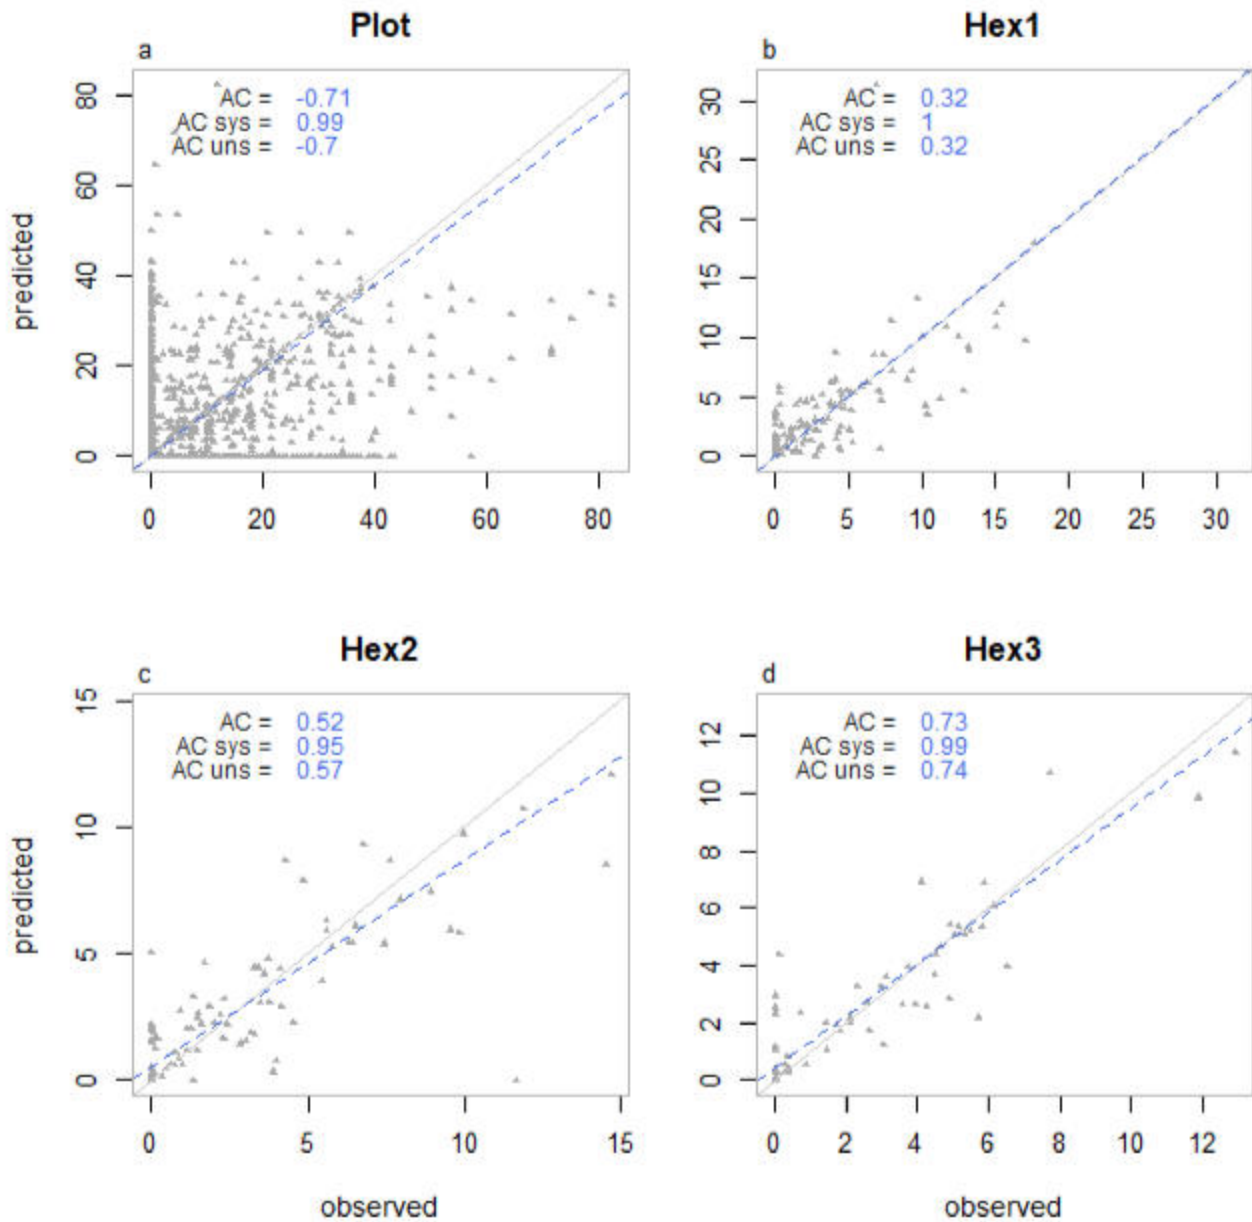 Plot
a
AC = -0.71
AC sys = 0.99
AC uns = -0.7
80
60
40
20
0
predicted
0 20 40 60 80
Hex1
b
AC = 0.32
AC sys = 1
AC uns = 0.32
30
25
20
15
10
5
0
0 5 10 15 20 25 30
Hex2
c
AC = 0.52
AC sys = 0.95
AC uns = 0.57
15
10
5
0
predicted
0 5 10 15
observed
Hex3
d
AC = 0.73
AC sys = 0.99
AC uns = 0.74
12
10
8
6
4
2
0
0 2 4 6 8 10 12
observed